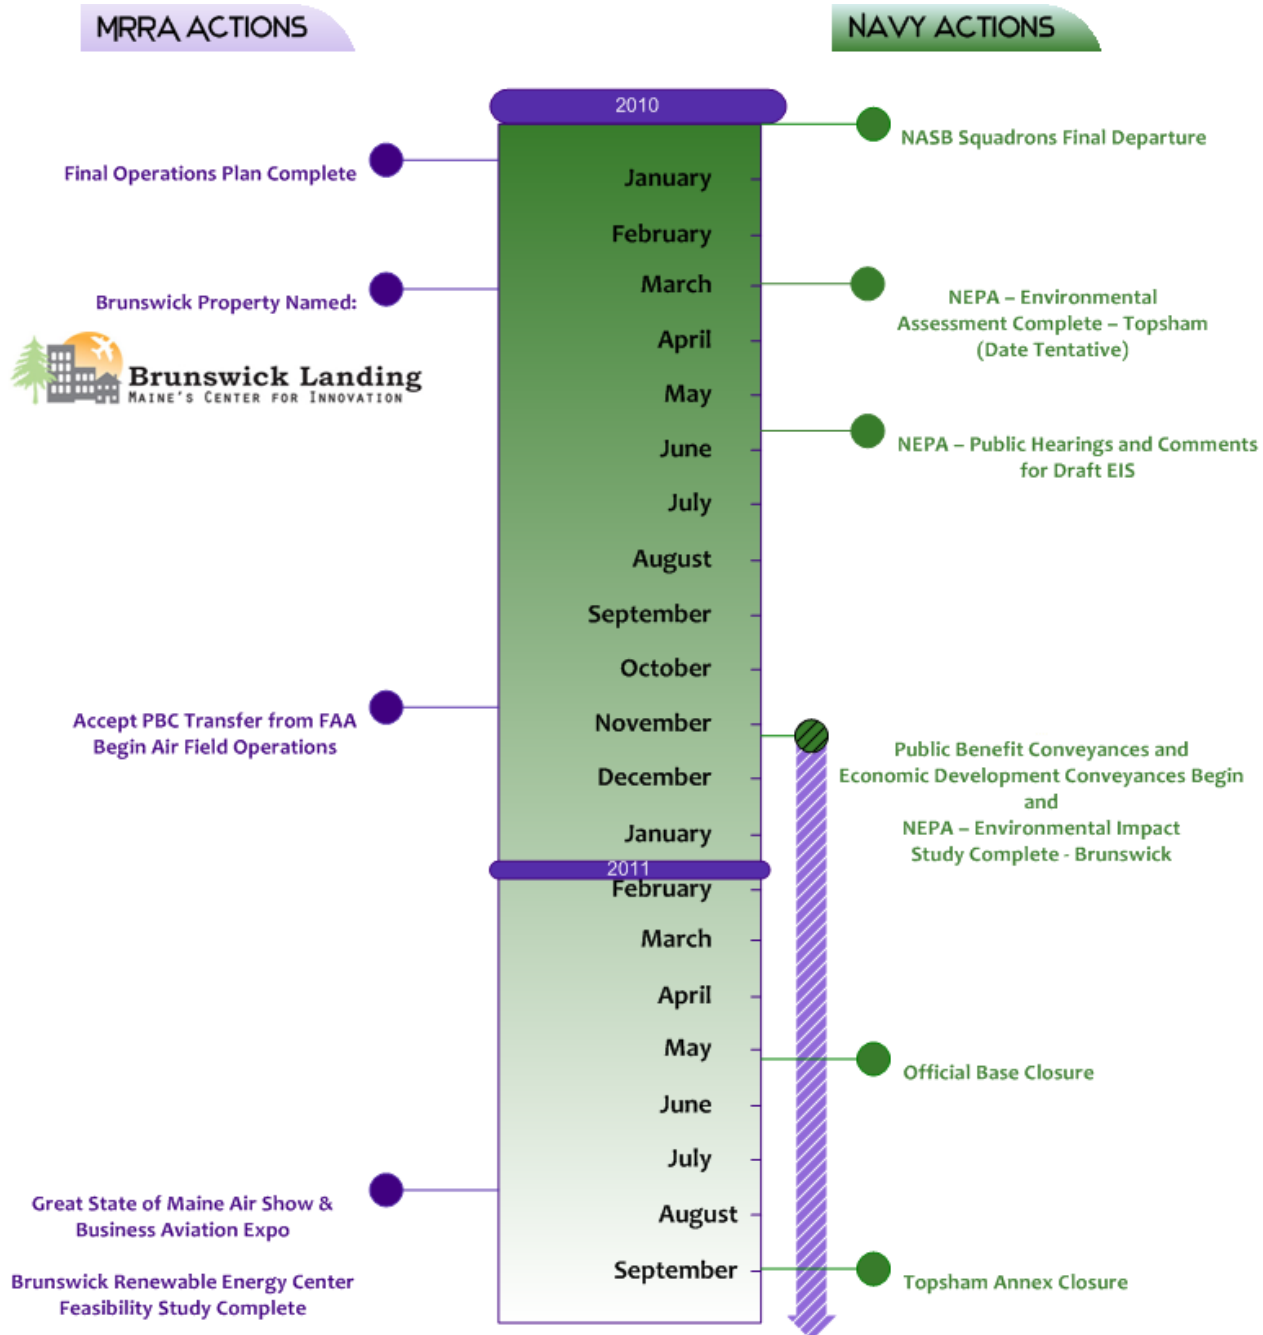 MRRA ACTIONS
NAVY ACTIONS
2010
NASB Squadrons Final Departure
Final Operations Plan Complete
January
February
March
Brunswick Property Named:
NEPA – Environmental
Assessment Complete – Topsham
(Date Tentative)
April
Brunswick Landing
MAINE'S CENTER FOR INNOVATION
May
June
NEPA – Public Hearings and Comments
for Draft EIS
July
August
September
October
November
Accept PBC Transfer from FAA
Begin Air Field Operations
Public Benefit Conveyances and
Economic Development Conveyances Begin
and
NEPA – Environmental Impact
Study Complete - Brunswick
December
January
2011
February
March
April
May
Official Base Closure
June
July
Great State of Maine Air Show &
Business Aviation Expo
August
September
Brunswick Renewable Energy Center
Feasibility Study Complete
Topsham Annex Closure